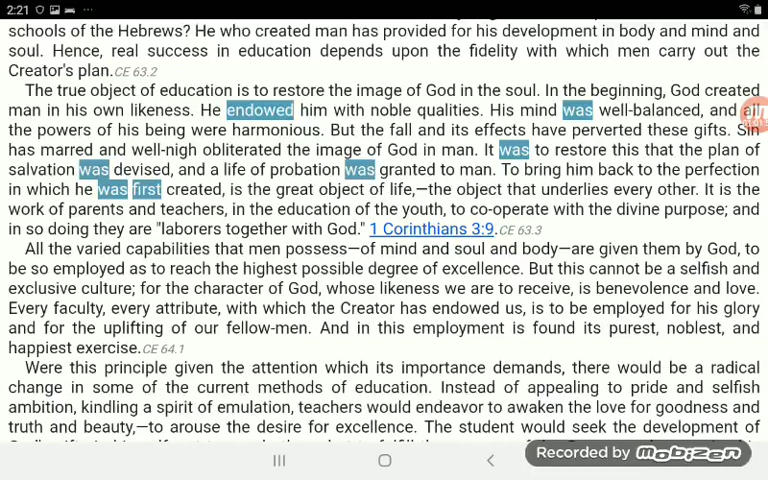 2:21
schools of the Hebrews? He who created man has provided for his development in body and mind and
soul. Hence, real success in education depends upon the fidelity with which men carry out the
Creator's plan. CE 63.2
The true object of education is to restore the image of God in the soul. In the beginning, God created
man in his own likeness. He endowed him with noble qualities. His mind was well-balanced, and all
the powers of his being were harmonious. But the fall and its effects have perverted these gifts. Sin
has marred and well-nigh obliterated the image of God in man. It was to restore this that the plan of
salvation was devised, and a life of probation was granted to man. To bring him back to the perfection
in which he was first created, is the great object of life,—the object that underlies every other. It is the
work of parents and teachers, in the education of the youth, to co-operate with the divine purpose; and
in so doing they are "laborers together with God." 1 Corinthians 3:9. CE 63.3
All the varied capabilities that men possess—of mind and soul and body—are given them by God, to
be so employed as to reach the highest possible degree of excellence. But this cannot be a selfish and
exclusive culture; for the character of God, whose likeness we are to receive, is benevolence and love.
Every faculty, every attribute, with which the Creator has endowed us, is to be employed for his glory
and for the uplifting of our fellow-men. And in this employment is found its purest, noblest, and
happiest exercise. CE 64.1
Were this principle given the attention which its importance demands, there would be a radical
change in some of the current methods of education. Instead of appealing to pride and selfish
ambition, kindling a spirit of emulation, teachers would endeavor to awaken the love for goodness and
truth and beauty,—to arouse the desire for excellence. The student would seek the development of
Recorded by mobizen